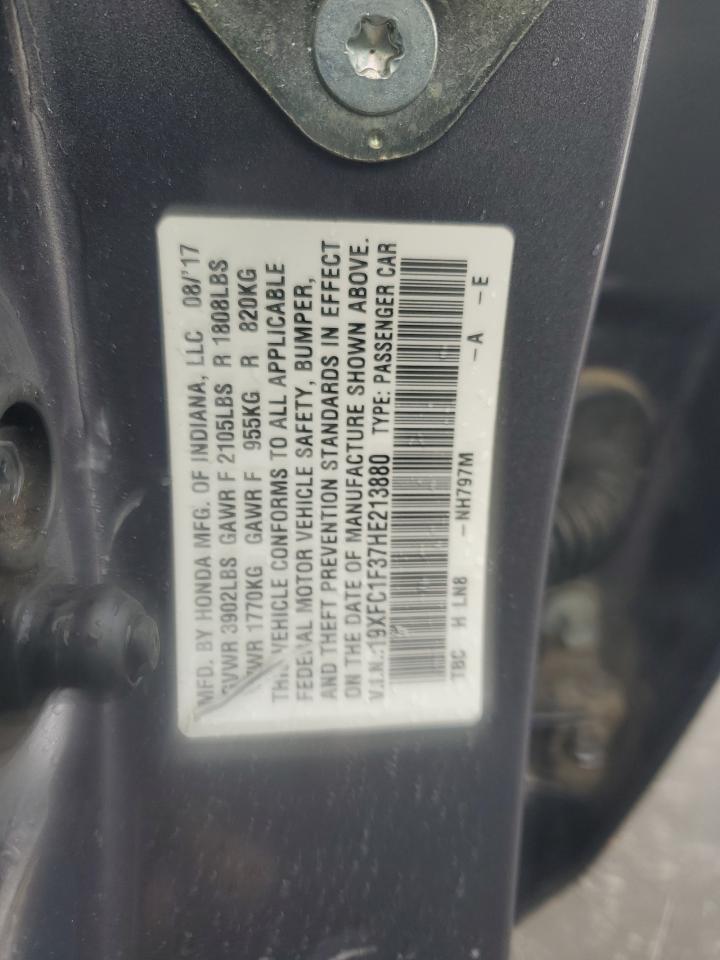 MFD. BY HONDA MFG. OF INDIANA, LLC 08/'17
GVWR 3902LBS GAWR F 2105LBS R 1808LBS
GVWR 1770KG GAWR F 955KG R 820KG
THIS VEHICLE CONFORMS TO ALL APPLICABLE
FEDERAL MOTOR VEHICLE SAFETY, BUMPER,
AND THEFT PREVENTION STANDARDS IN EFFECT
ON THE DATE OF MANUFACTURE SHOWN ABOVE.
V.I.N.:19XFC1F37HE213880 TYPE: PASSENGER CAR
TBC H LN8 -NH797M -A -E